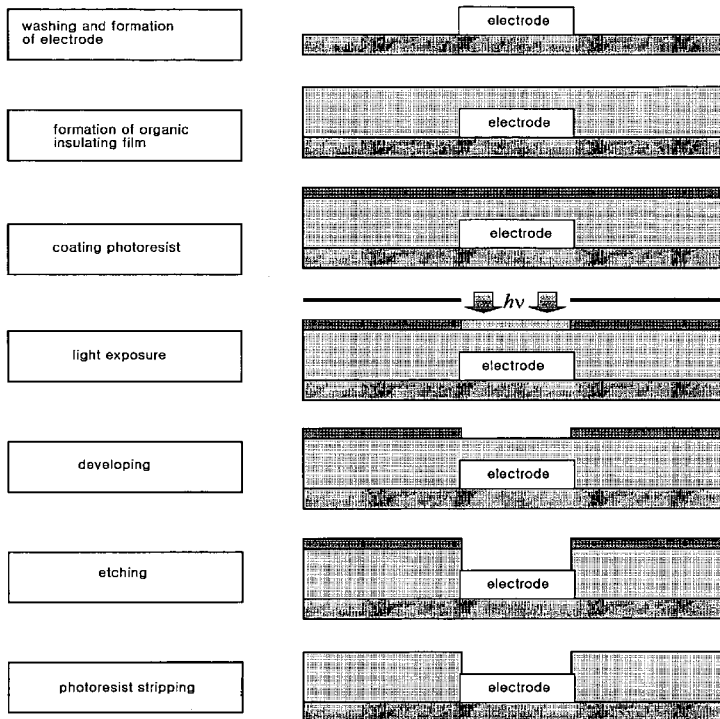 washing and formation
of electrode
electrode
formation of organic
insulating film
electrode
coating photoresist
electrode
hν
light exposure
electrode
developing
electrode
etching
electrode
photoresist stripping
electrode